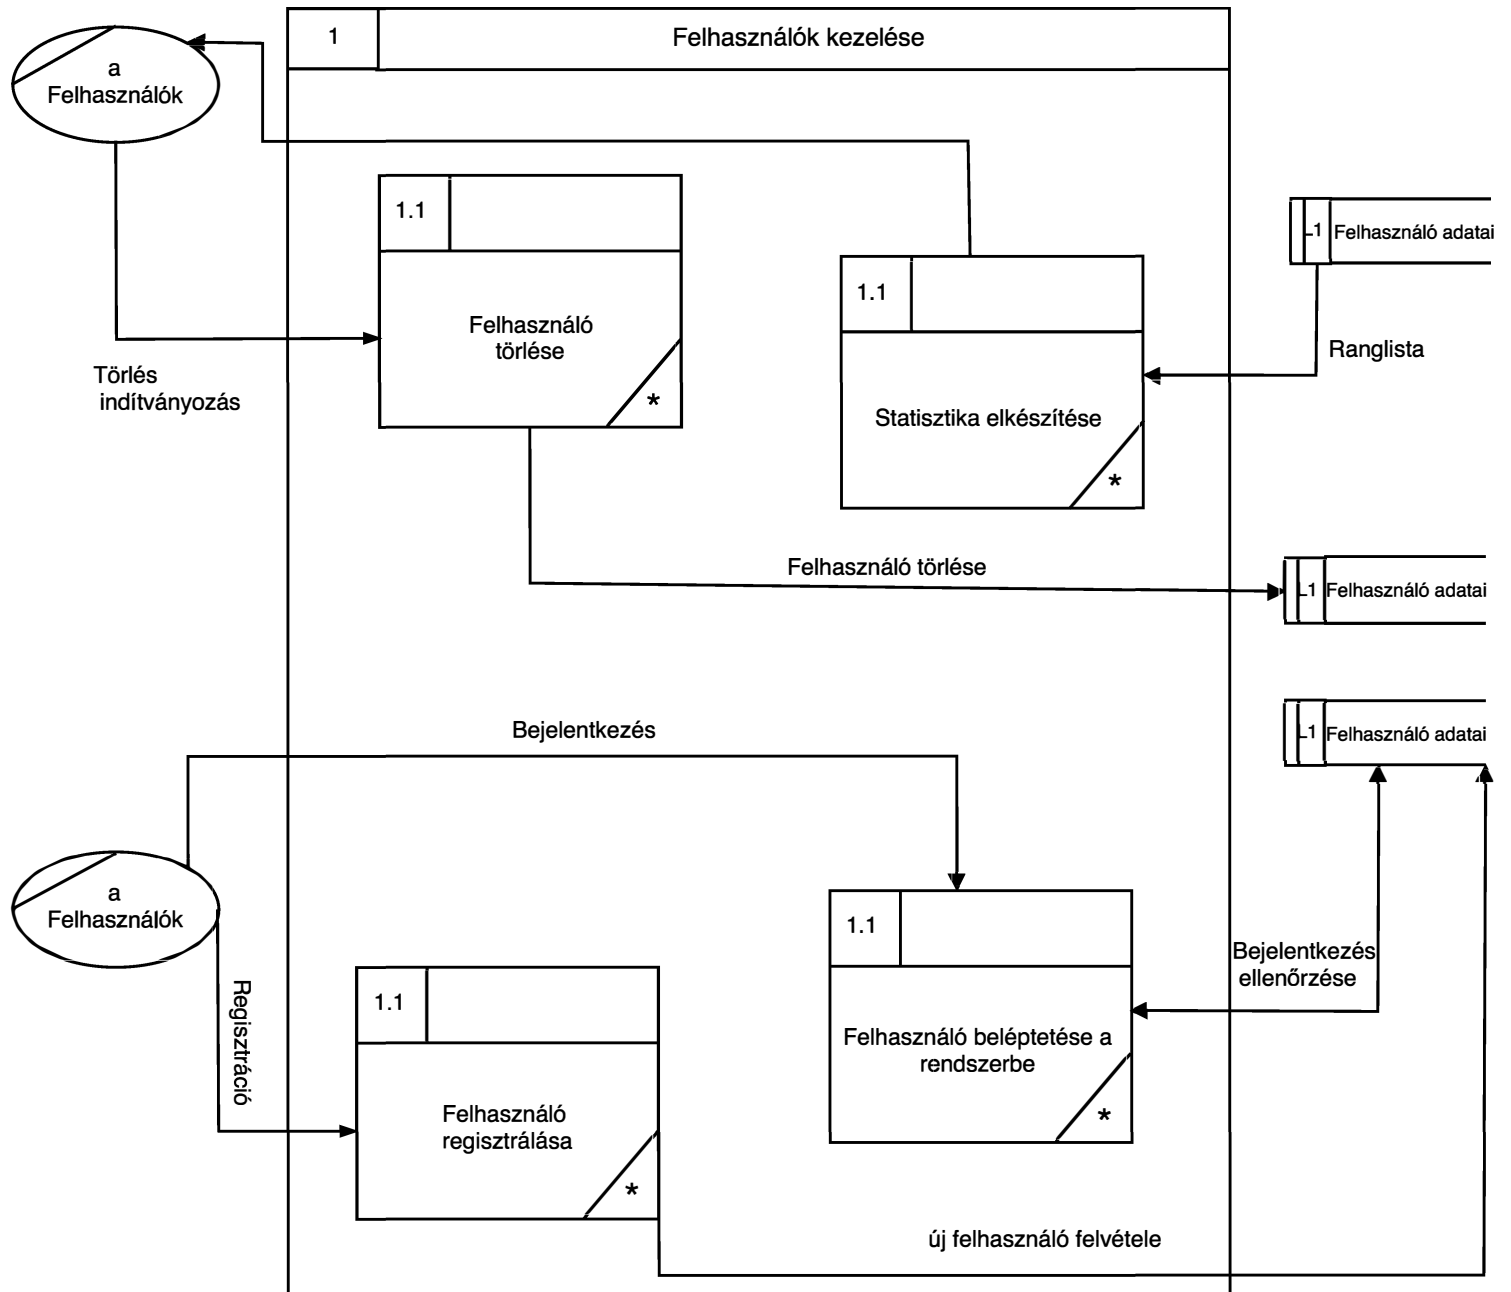 1
Felhasználók kezelése
a
Felhasználók
1.1
Felhasználó
törlése
*
Törlés
indítványozás
1.1
Statisztika elkészítése
*
L1
Felhasználó adatai
Ranglista
Felhasználó törlése
L1
Felhasználó adatai
Bejelentkezés
L1
Felhasználó adatai
a
Felhasználók
Regisztráció
1.1
Felhasználó beléptetése a
rendszerbe
*
Bejelentkezés
ellenőrzése
1.1
Felhasználó
regisztrálása
*
új felhasználó felvétele